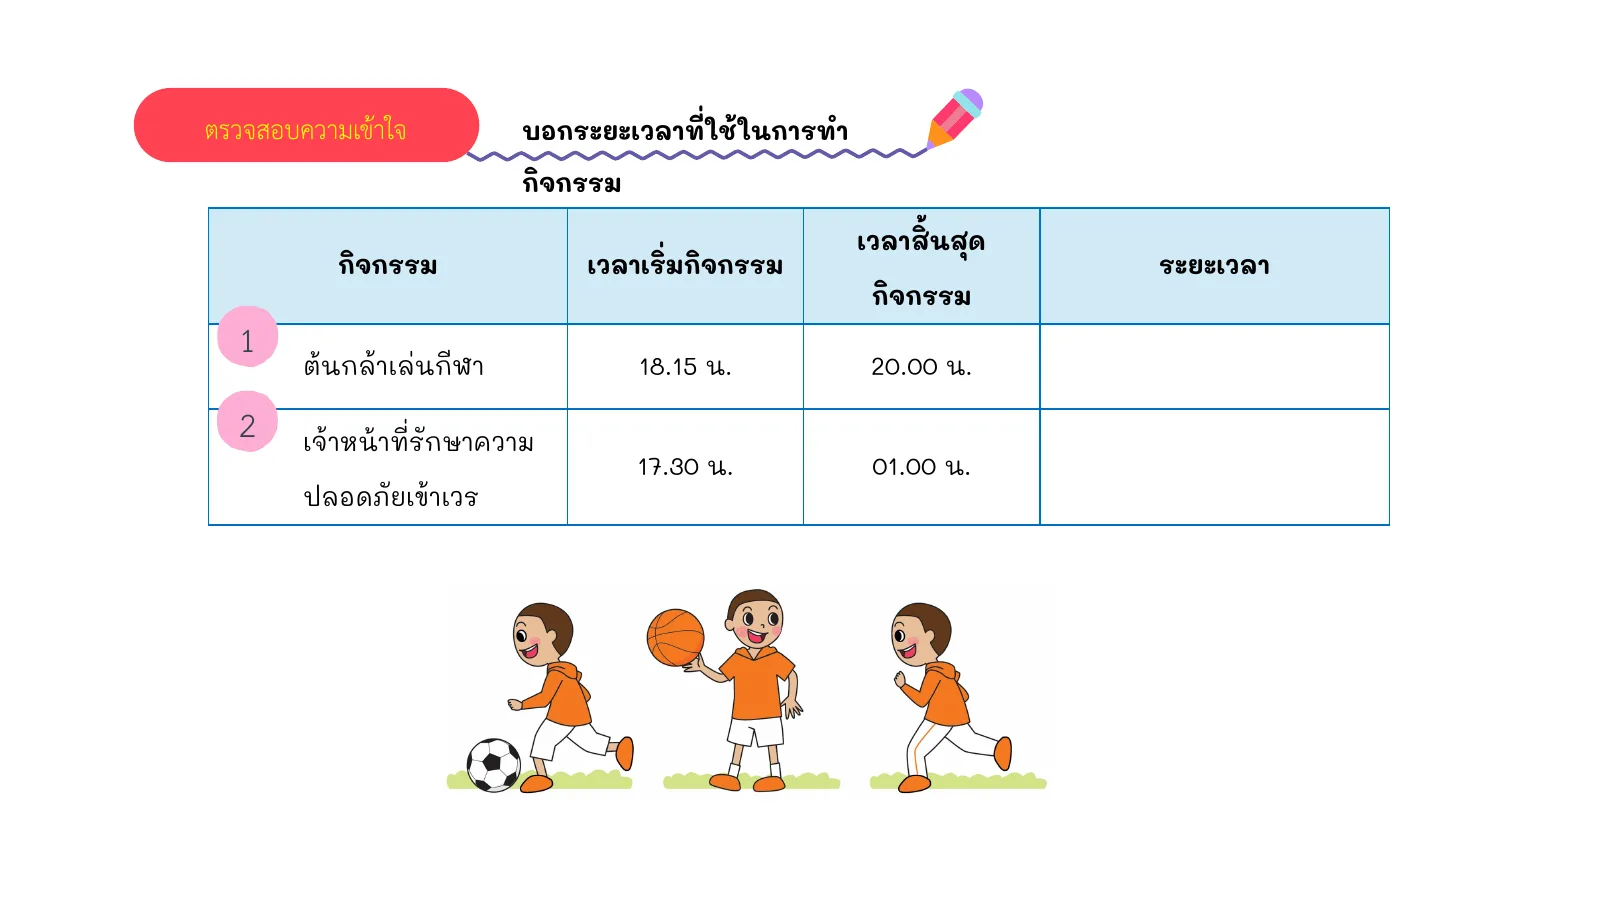 ตรวจสอบความเข้าใจ
บอกระยะเวลาที่ใช้ในการทำ
กิจกรรม
กิจกรรม
เวลาเริ่มกิจกรรม
เวลาสิ้นสุด
กิจกรรม
ระยะเวลา
1
ต้นกล้าเล่นกีฬา
18.15 น.
20.00 น.
2
เจ้าหน้าที่รักษาความ
ปลอดภัยเข้าเวร
17.30 น.
01.00 น.